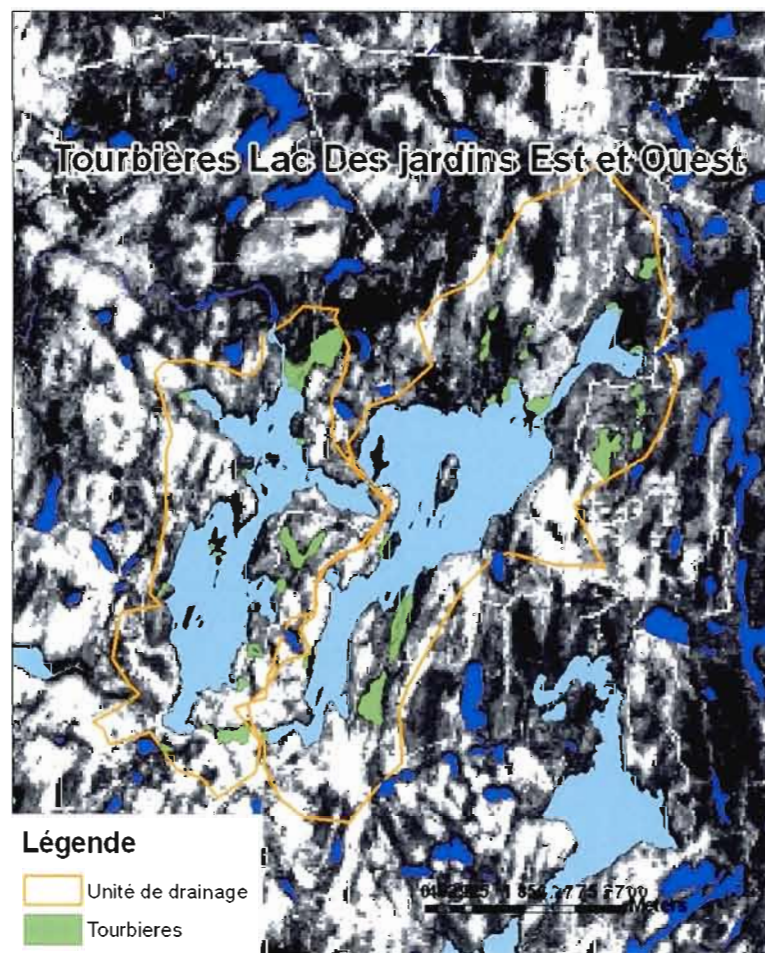 Tourbières Lac Des jardins Est et Ouest
Légende
Unité de drainage
Tourbieres
Meters